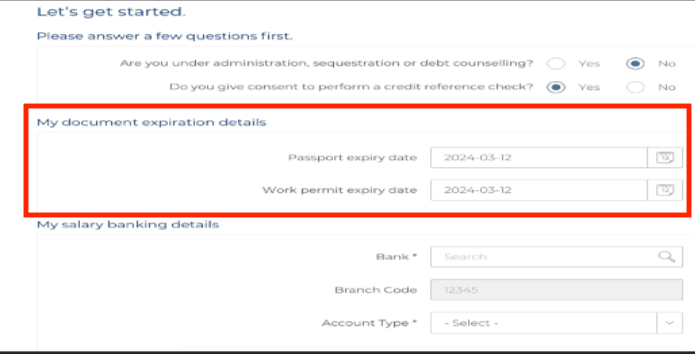 Let's get started.
Please answer a few questions first.
Are you under administration, sequestration or debt counselling? Yes No
Do you give consent to perform a credit reference check? Yes No
My document expiration details
Passport expiry date 2024-03-12
Work permit expiry date 2024-03-12
My salary banking details
Bank * Search
Branch Code 12345
Account Type * - Select -